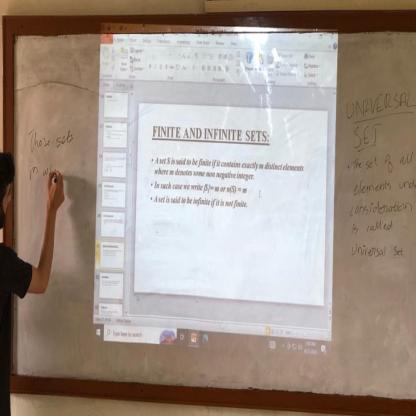 Those sets
in w
FINITE AND INFINITE SETS:
• A set S is said to be finite if it contains exactly m distinct elements
where m denotes some non negative integer.
• In such case we write |S|= m or n(S) = m
• A set is said to be infinite if it is not finite.
Type here to search
UNIVERSAL
SET
• The set of all
elements und
consideration
is called
Universal set